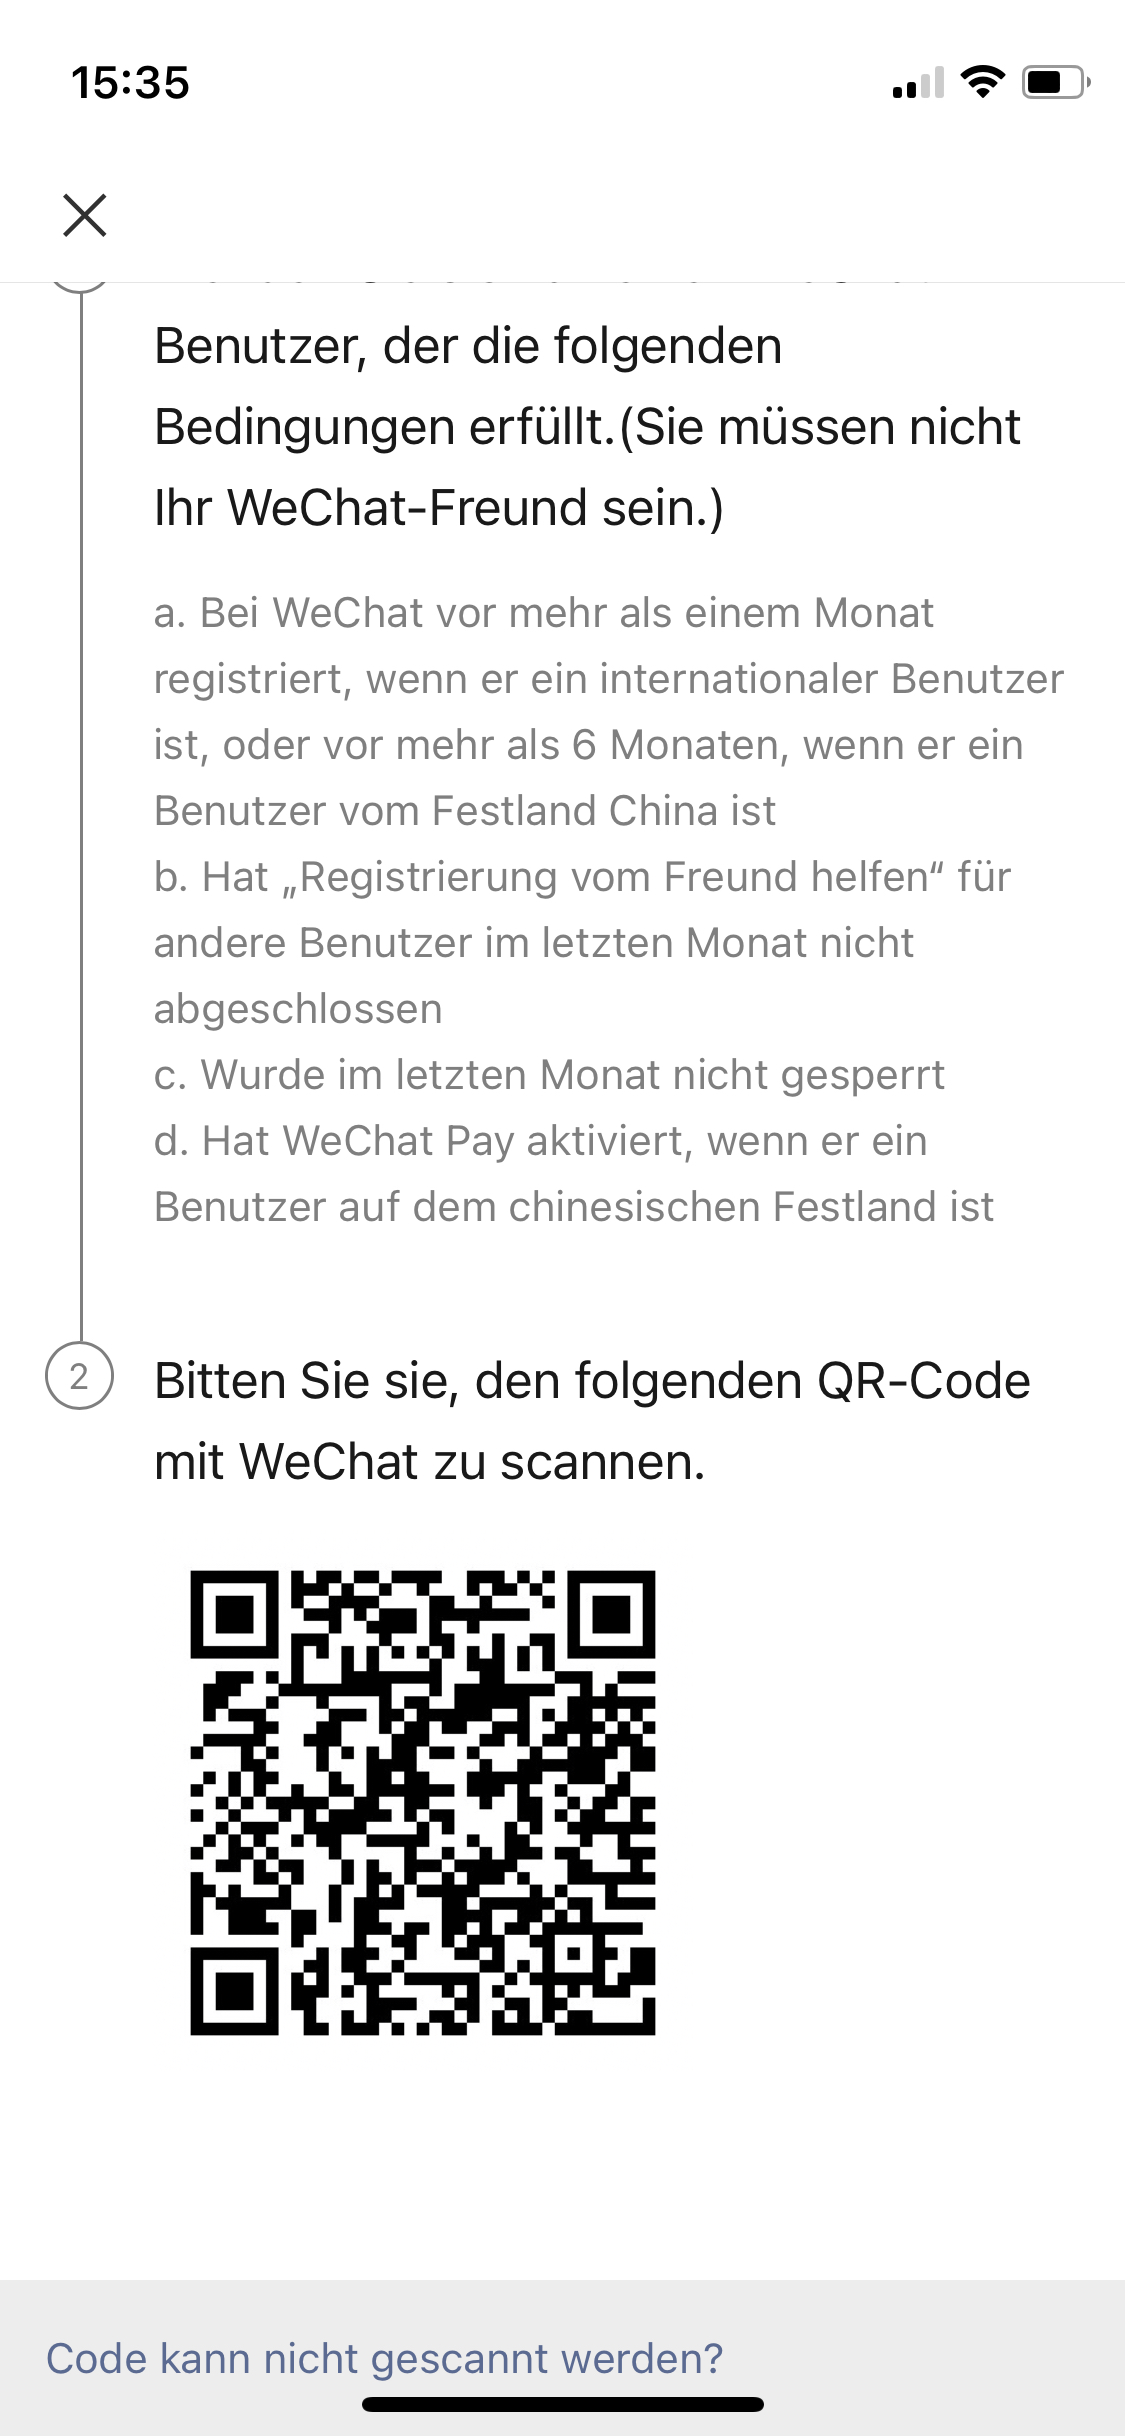 15:35
Benutzer, der die folgenden
Bedingungen erfüllt.(Sie müssen nicht
Ihr WeChat-Freund sein.)
a. Bei WeChat vor mehr als einem Monat
registriert, wenn er ein internationaler Benutzer
ist, oder vor mehr als 6 Monaten, wenn er ein
Benutzer vom Festland China ist
b. Hat „Registrierung vom Freund helfen“ für
andere Benutzer im letzten Monat nicht
abgeschlossen
c. Wurde im letzten Monat nicht gesperrt
d. Hat WeChat Pay aktiviert, wenn er ein
Benutzer auf dem chinesischen Festland ist
2 Bitten Sie sie, den folgenden QR-Code
mit WeChat zu scannen.
Code kann nicht gescannt werden?